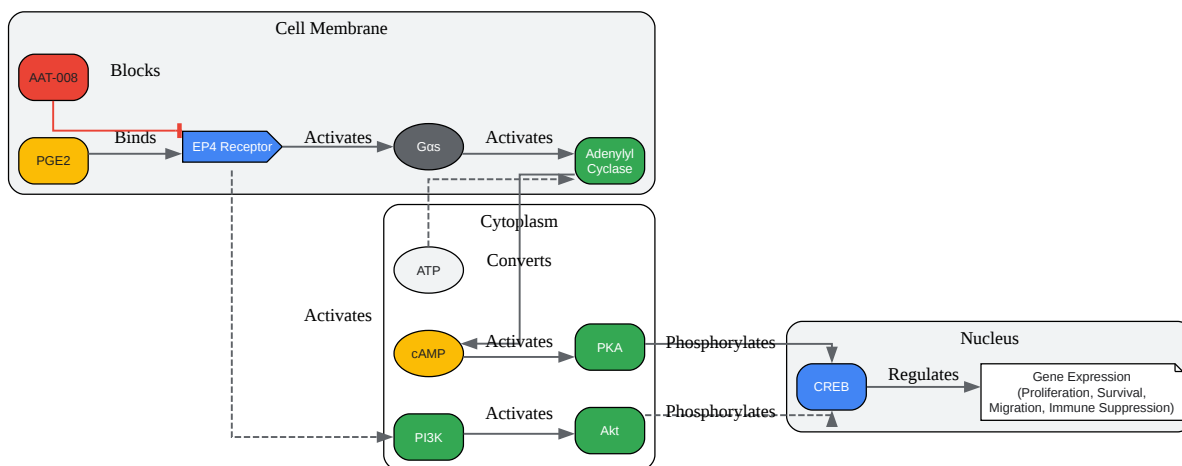 Cell Membrane
AAT-008
Blocks
PGE2
Binds
EP4 Receptor
Activates
Gαs
Activates
Adenylyl
Cyclase
Cytoplasm
ATP
Converts
Activates
cAMP
Activates
PKA
Phosphorylates
Nucleus
CREB
Regulates
Gene Expression
(Proliferation, Survival,
Migration, Immune Suppression)
PI3K
Activates
Akt
Phosphorylates